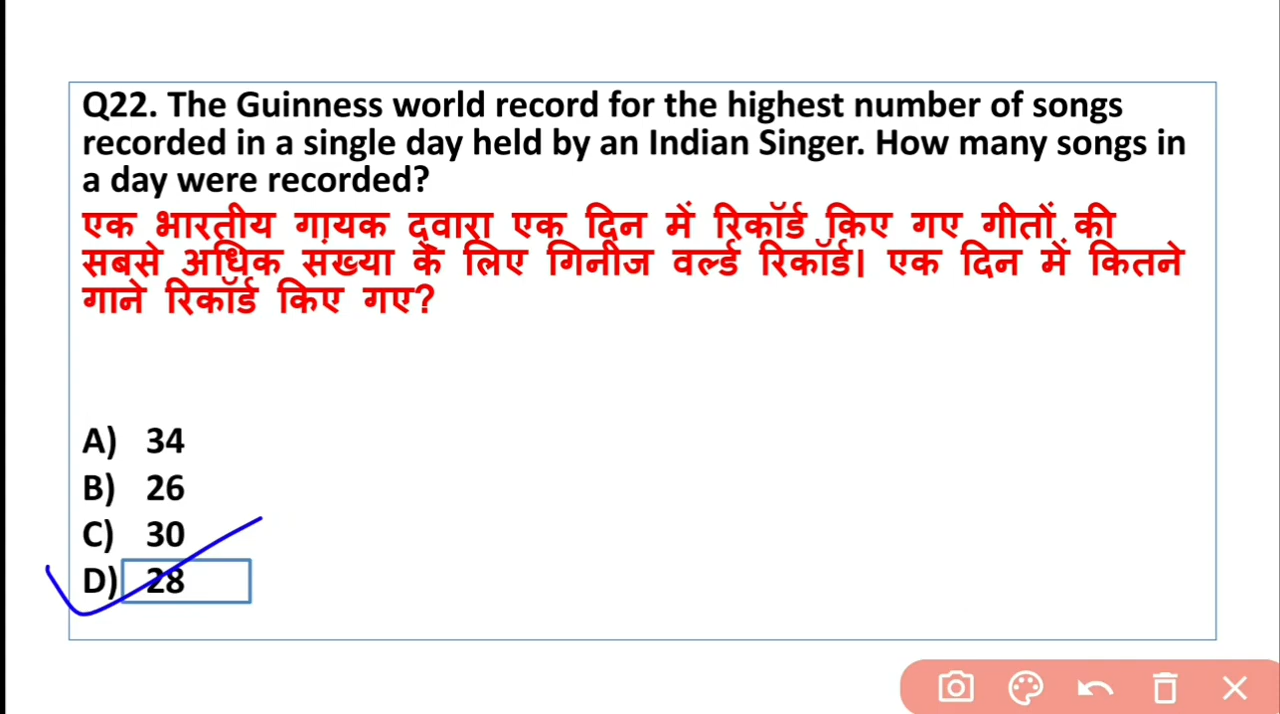 Q22. The Guinness world record for the highest number of songs
recorded in a single day held by an Indian Singer. How many songs in
a day were recorded?
एक भारतीय गायक द्वारा एक दिन में रिकॉर्ड किए गए गीतों की
सबसे अधिक संख्या के लिए गिनीज वर्ल्ड रिकॉर्ड। एक दिन में कितने
गाने रिकॉर्ड किए गए?
A) 34
B) 26
C) 30
D) 28